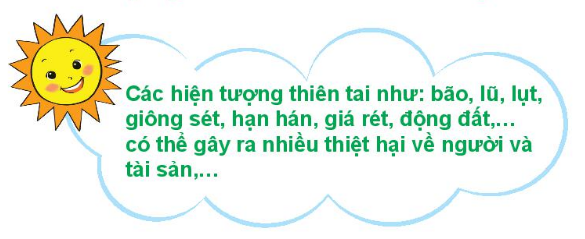 Các hiện tượng thiên tai như: bão, lũ, lụt,
giông sét, hạn hán, giá rét, động đất,...
có thể gây ra nhiều thiệt hại về người và
tài sản,...